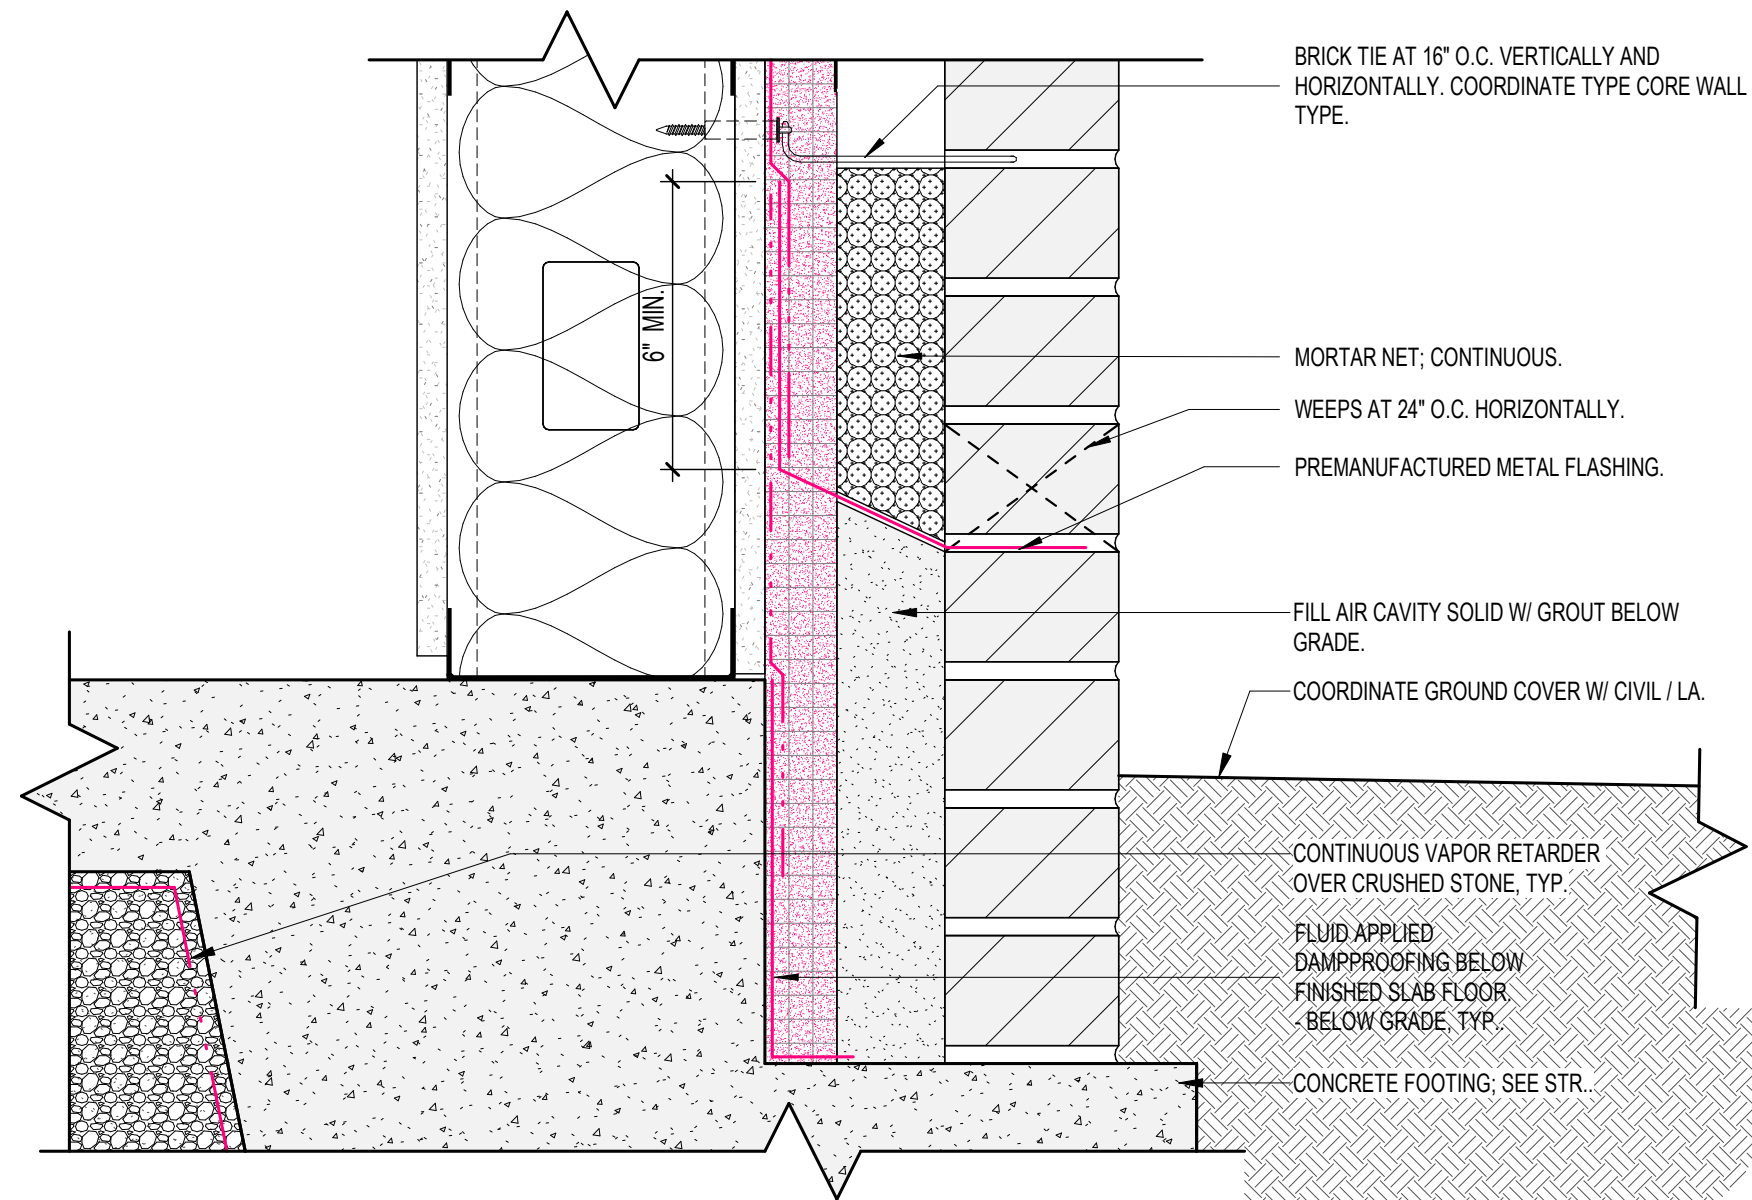 BRICK TIE AT 16" O.C. VERTICALLY AND
HORIZONTALLY. COORDINATE TYPE CORE WALL
TYPE.
6" MIN.
MORTAR NET; CONTINUOUS.
WEEPS AT 24" O.C. HORIZONTALLY.
PREMANUFACTURED METAL FLASHING.
FILL AIR CAVITY SOLID W/ GROUT BELOW
GRADE.
COORDINATE GROUND COVER W/ CIVIL / LA.
CONTINUOUS VAPOR RETARDER
OVER CRUSHED STONE, TYP.
FLUID APPLIED
DAMPPROOFING BELOW
FINISHED SLAB FLOOR.
- BELOW GRADE, TYP..
CONCRETE FOOTING; SEE STR..